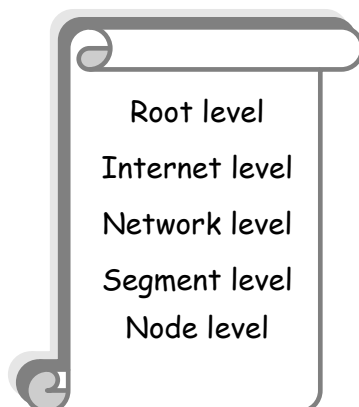 Root level
Internet level
Network level
Segment level
Node level